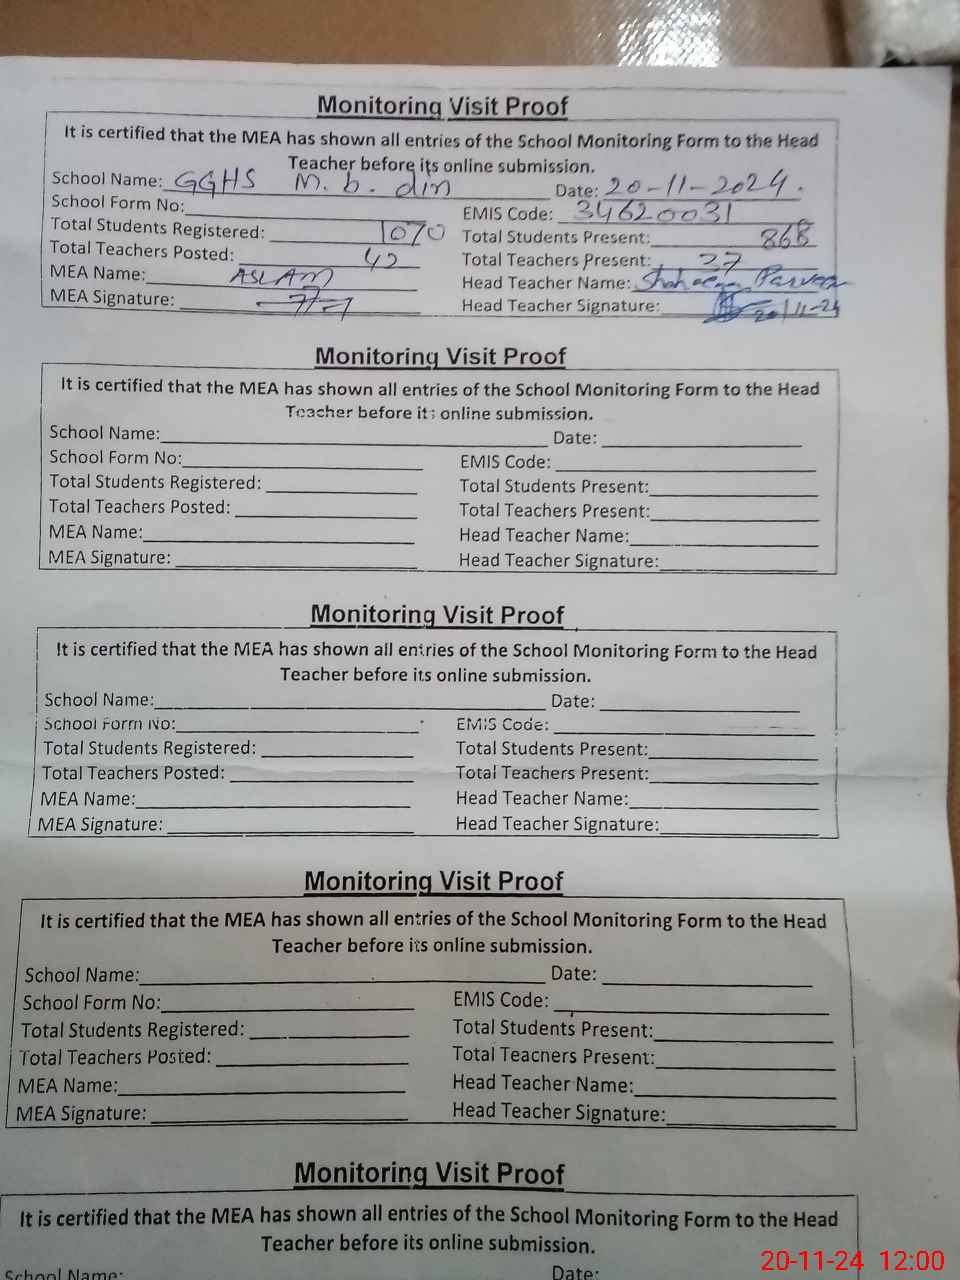 Monitoring Visit Proof
It is certified that the MEA has shown all entries of the School Monitoring Form to the Head
Teacher before its online submission.
School Name: GGHS M. b. din Date: 20-11-2024.
School Form No: EMIS Code: 34620031
Total Students Registered: 1070 Total Students Present: 868
Total Teachers Posted: 42 Total Teachers Present: 37
MEA Name: ASLAM Head Teacher Name: Parveen
MEA Signature: Head Teacher Signature: 20/11-24
Monitoring Visit Proof
It is certified that the MEA has shown all entries of the School Monitoring Form to the Head
Teacher before its online submission.
School Name: Date:
School Form No: EMIS Code:
Total Students Registered: Total Students Present:
Total Teachers Posted: Total Teachers Present:
MEA Name: Head Teacher Name:
MEA Signature: Head Teacher Signature:
Monitoring Visit Proof
It is certified that the MEA has shown all entries of the School Monitoring Form to the Head
Teacher before its online submission.
School Name: Date:
School Form No: EMIS Code:
Total Students Registered: Total Students Present:
Total Teachers Posted: Total Teachers Present:
MEA Name: Head Teacher Name:
MEA Signature: Head Teacher Signature:
Monitoring Visit Proof
It is certified that the MEA has shown all entries of the School Monitoring Form to the Head
Teacher before its online submission.
School Name: Date:
School Form No: EMIS Code:
Total Students Registered: Total Students Present:
Total Teachers Posted: Total Teachers Present:
MEA Name: Head Teacher Name:
MEA Signature: Head Teacher Signature:
Monitoring Visit Proof
It is certified that the MEA has shown all entries of the School Monitoring Form to the Head
Teacher before its online submission.
School Name: Date:
20-11-24 12:00